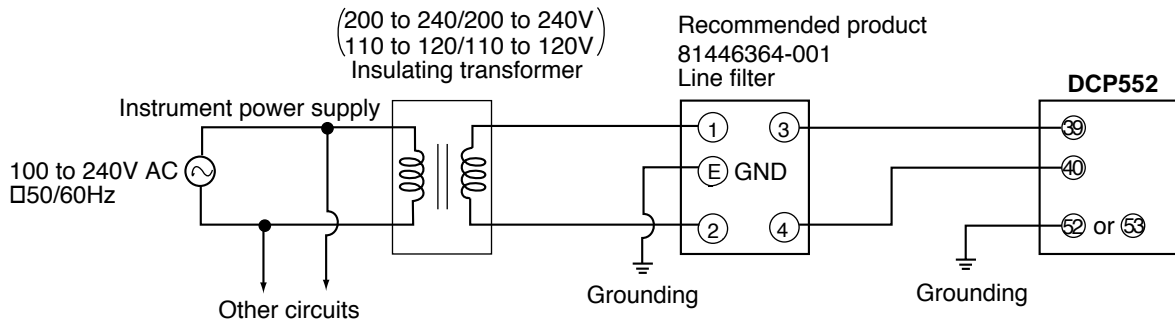 (200 to 240/200 to 240V
110 to 120/110 to 120V)
Insulating transformer
Recommended product
81446364-001
Line filter
DCP552
Instrument power supply
100 to 240V AC
□50/60Hz
1
3
39
E GND
40
2
4
52 or 53
Grounding
Grounding
Other circuits